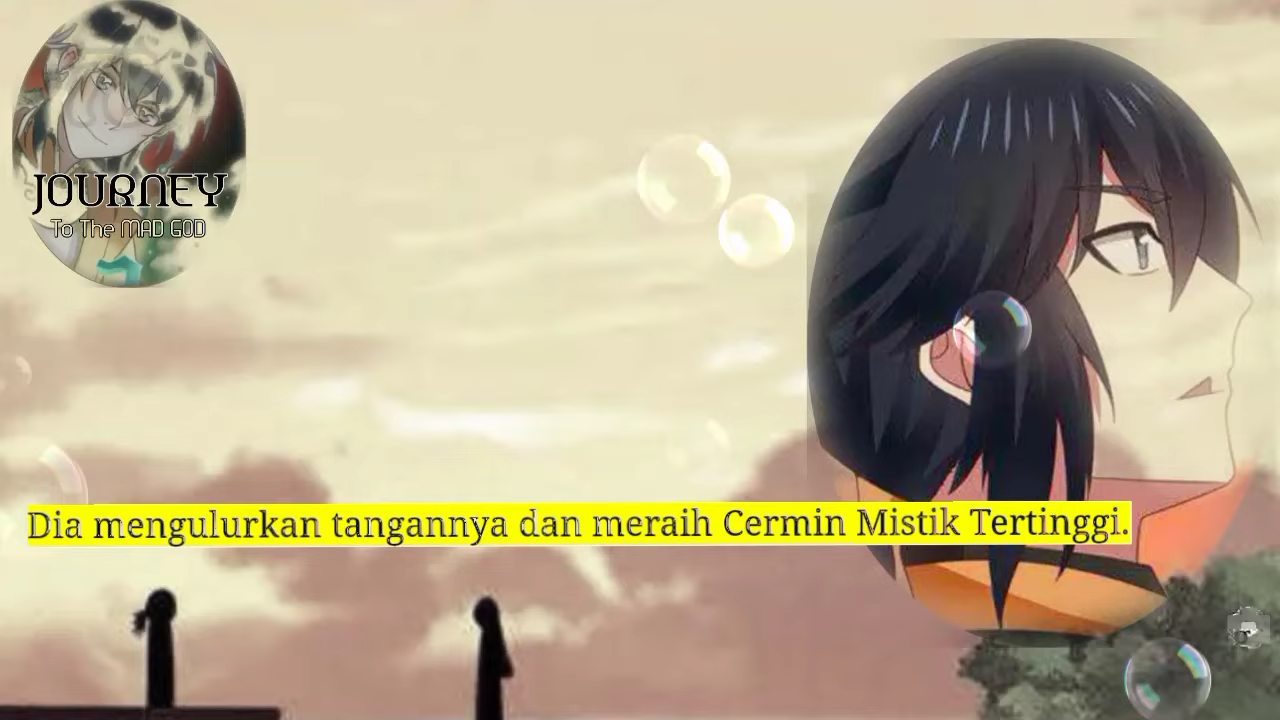 JOURNEY
To The MAD GOD
Dia mengulurkan tangannya dan meraih Cermin Mistik Tertinggi.